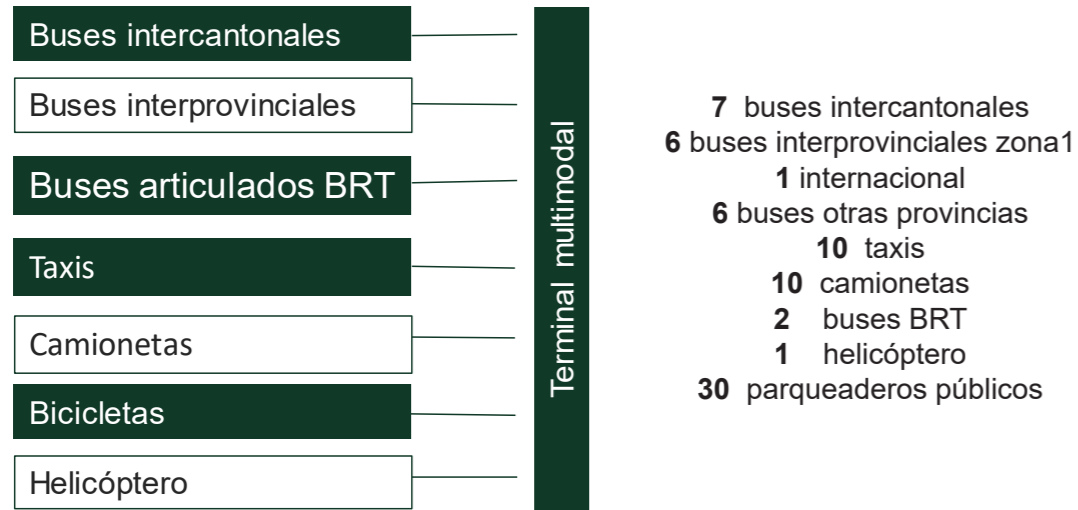 Buses intercantonales
Buses interprovinciales
Buses articulados BRT
Taxis
Camionetas
Bicicletas
Helicóptero
Terminal multimodal
7 buses intercantonales
6 buses interprovinciales zona1
1 internacional
6 buses otras provincias
10 taxis
10 camionetas
2 buses BRT
1 helicóptero
30 parqueaderos públicos